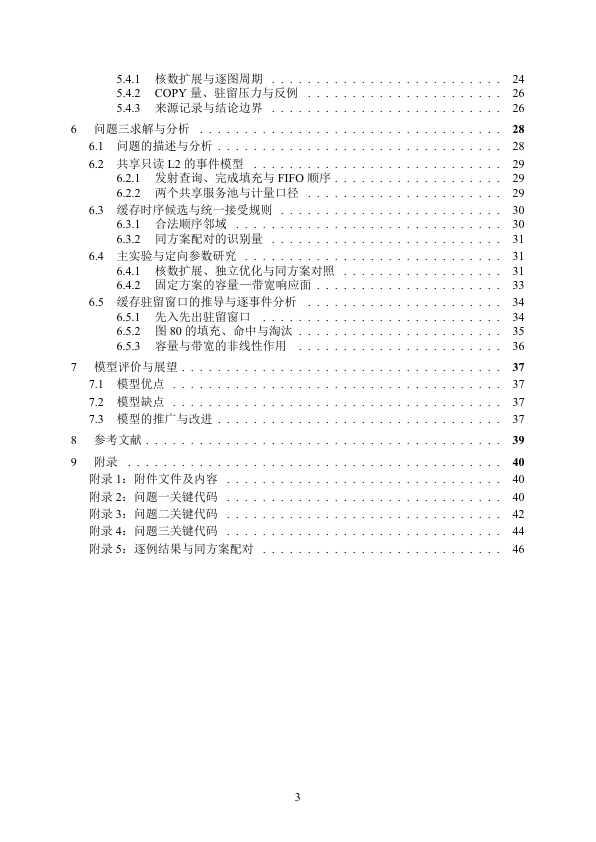 5.4.1 核数扩展与逐图周期 . . . . . . . . . . . . . . . . . . . . . . . . . . 24
5.4.2 COPY 量、驻留压力与反例 . . . . . . . . . . . . . . . . . . . . . . 26
5.4.3 来源记录与结论边界 . . . . . . . . . . . . . . . . . . . . . . . . . . 26
6 问题三求解与分析 . . . . . . . . . . . . . . . . . . . . . . . . . . . . . . . . . . 28
6.1 问题的描述与分析 . . . . . . . . . . . . . . . . . . . . . . . . . . . . . . . . 28
6.2 共享只读 L2 的事件模型 . . . . . . . . . . . . . . . . . . . . . . . . . . . . 29
6.2.1 发射查询、完成填充与 FIFO 顺序 . . . . . . . . . . . . . . . . . . . 29
6.2.2 两个共享服务池与计量口径 . . . . . . . . . . . . . . . . . . . . . . 29
6.3 缓存时序候选与统一接受规则 . . . . . . . . . . . . . . . . . . . . . . . . . 30
6.3.1 合法顺序邻域 . . . . . . . . . . . . . . . . . . . . . . . . . . . . . . 30
6.3.2 同方案配对的识别量 . . . . . . . . . . . . . . . . . . . . . . . . . . 31
6.4 主实验与定向参数研究 . . . . . . . . . . . . . . . . . . . . . . . . . . . . . 31
6.4.1 核数扩展、独立优化与同方案对照 . . . . . . . . . . . . . . . . . . 31
6.4.2 固定方案的容量—带宽响应面 . . . . . . . . . . . . . . . . . . . . . 33
6.5 缓存驻留窗口的推导与逐事件分析 . . . . . . . . . . . . . . . . . . . . . . 34
6.5.1 先入先出驻留窗口 . . . . . . . . . . . . . . . . . . . . . . . . . . . 34
6.5.2 图 80 的填充、命中与淘汰 . . . . . . . . . . . . . . . . . . . . . . . 35
6.5.3 容量与带宽的非线性作用 . . . . . . . . . . . . . . . . . . . . . . . . 36
7 模型评价与展望 . . . . . . . . . . . . . . . . . . . . . . . . . . . . . . . . . . . . 37
7.1 模型优点 . . . . . . . . . . . . . . . . . . . . . . . . . . . . . . . . . . . . . 37
7.2 模型缺点 . . . . . . . . . . . . . . . . . . . . . . . . . . . . . . . . . . . . . 37
7.3 模型的推广与改进 . . . . . . . . . . . . . . . . . . . . . . . . . . . . . . . . 37
8 参考文献 . . . . . . . . . . . . . . . . . . . . . . . . . . . . . . . . . . . . . . . . 39
9 附录 . . . . . . . . . . . . . . . . . . . . . . . . . . . . . . . . . . . . . . . . . . 40
附录 1：附件文件及内容 . . . . . . . . . . . . . . . . . . . . . . . . . . . . . . . 40
附录 2：问题一关键代码 . . . . . . . . . . . . . . . . . . . . . . . . . . . . . . . 40
附录 3：问题二关键代码 . . . . . . . . . . . . . . . . . . . . . . . . . . . . . . . 42
附录 4：问题三关键代码 . . . . . . . . . . . . . . . . . . . . . . . . . . . . . . . 44
附录 5：逐例结果与同方案配对 . . . . . . . . . . . . . . . . . . . . . . . . . . . 46
3